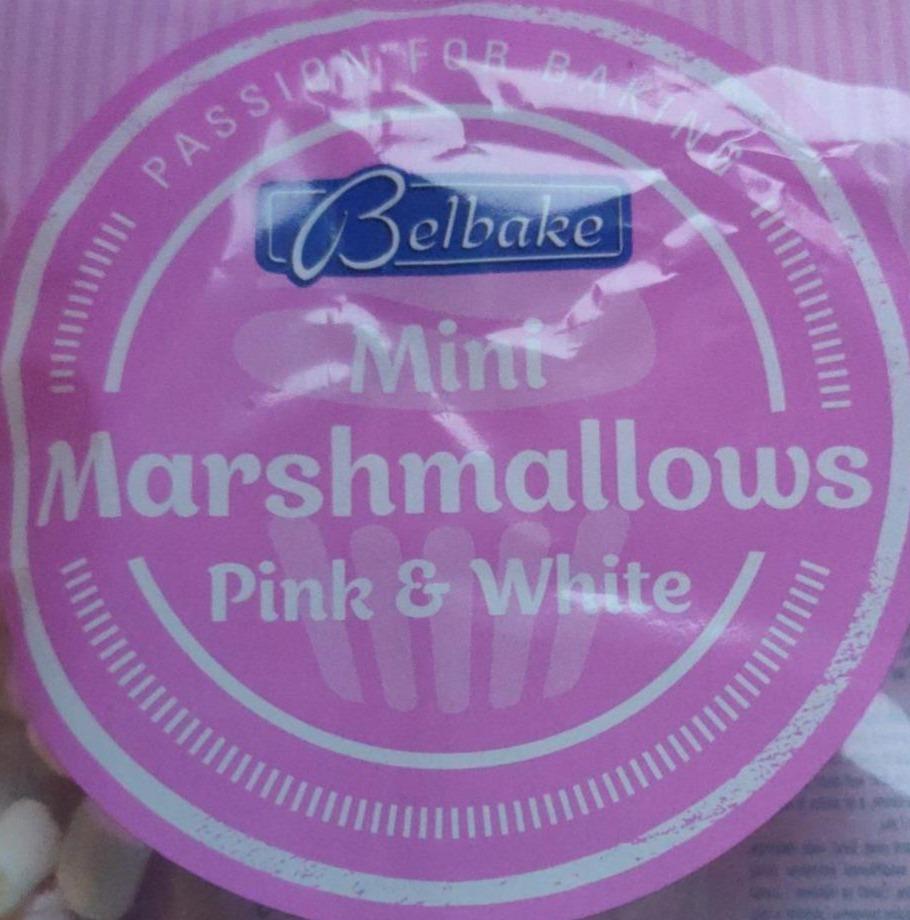 PASSION FOR BAKING
Belbake
Mini
Marshmallows
Pink & White